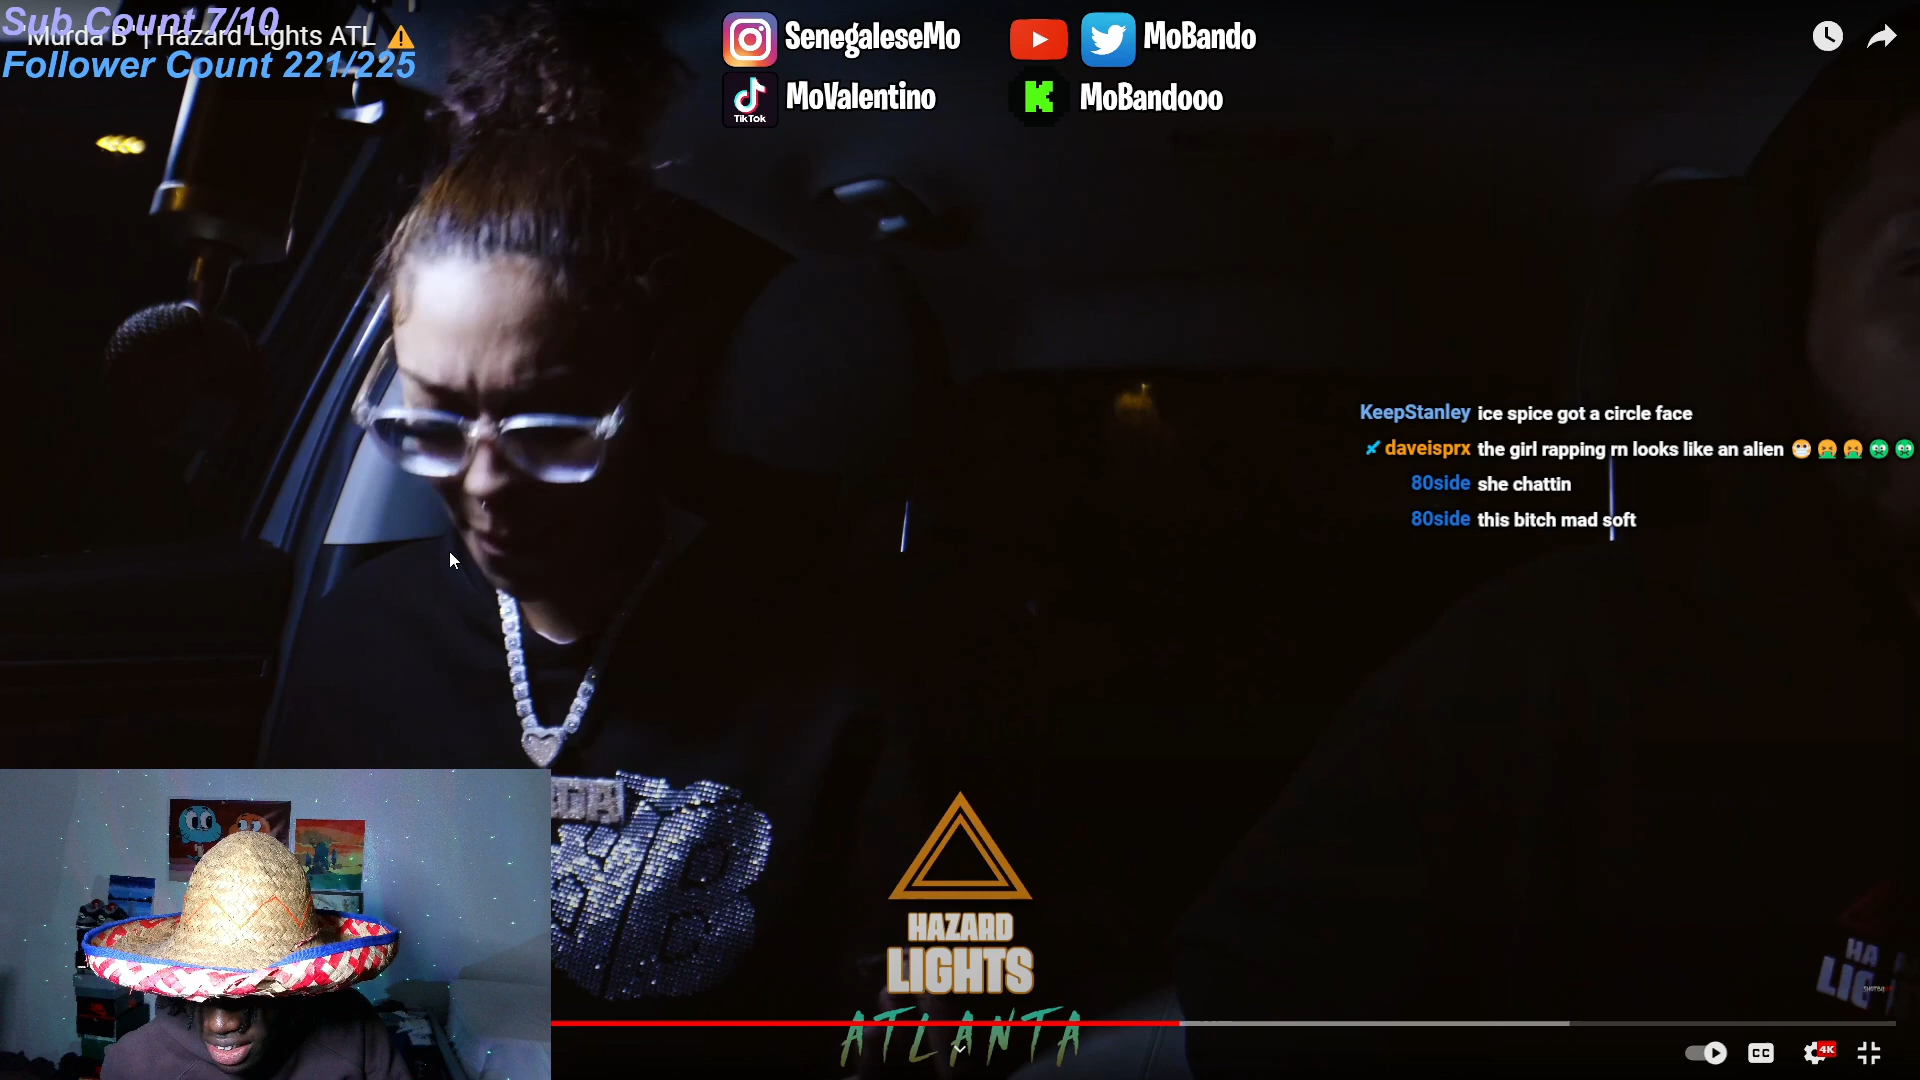 Sub Count 7/10
"Murda B" | Hazard Lights ATL
Follower Count 221/225
SenegaleseMo
MoBando
TikTok
MoValentino
K
MoBandooo
KeepStanley ice spice got a circle face
daveisprx the girl rapping rn looks like an alien
80side she chattin
80side this bitch mad soft
HAZARD
LIGHTS
ATLANTA
B
HA
CC
4K